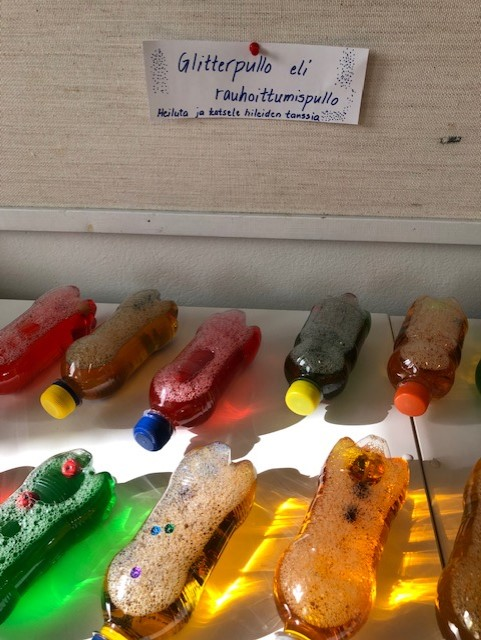 Glitterpullo eli
rauhoittumispullo
Heiluta ja katsele hileiden tanssia